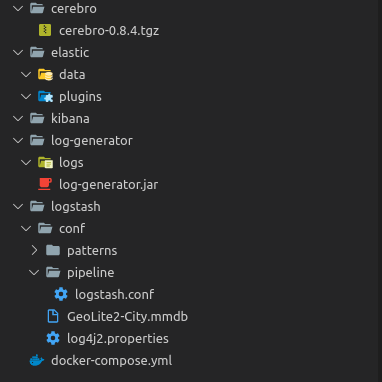 cerebro
cerebro-0.8.4.tgz
elastic
data
plugins
kibana
log-generator
logs
log-generator.jar
logstash
conf
patterns
pipeline
logstash.conf
GeoLite2-City.mmdb
log4j2.properties
docker-compose.yml